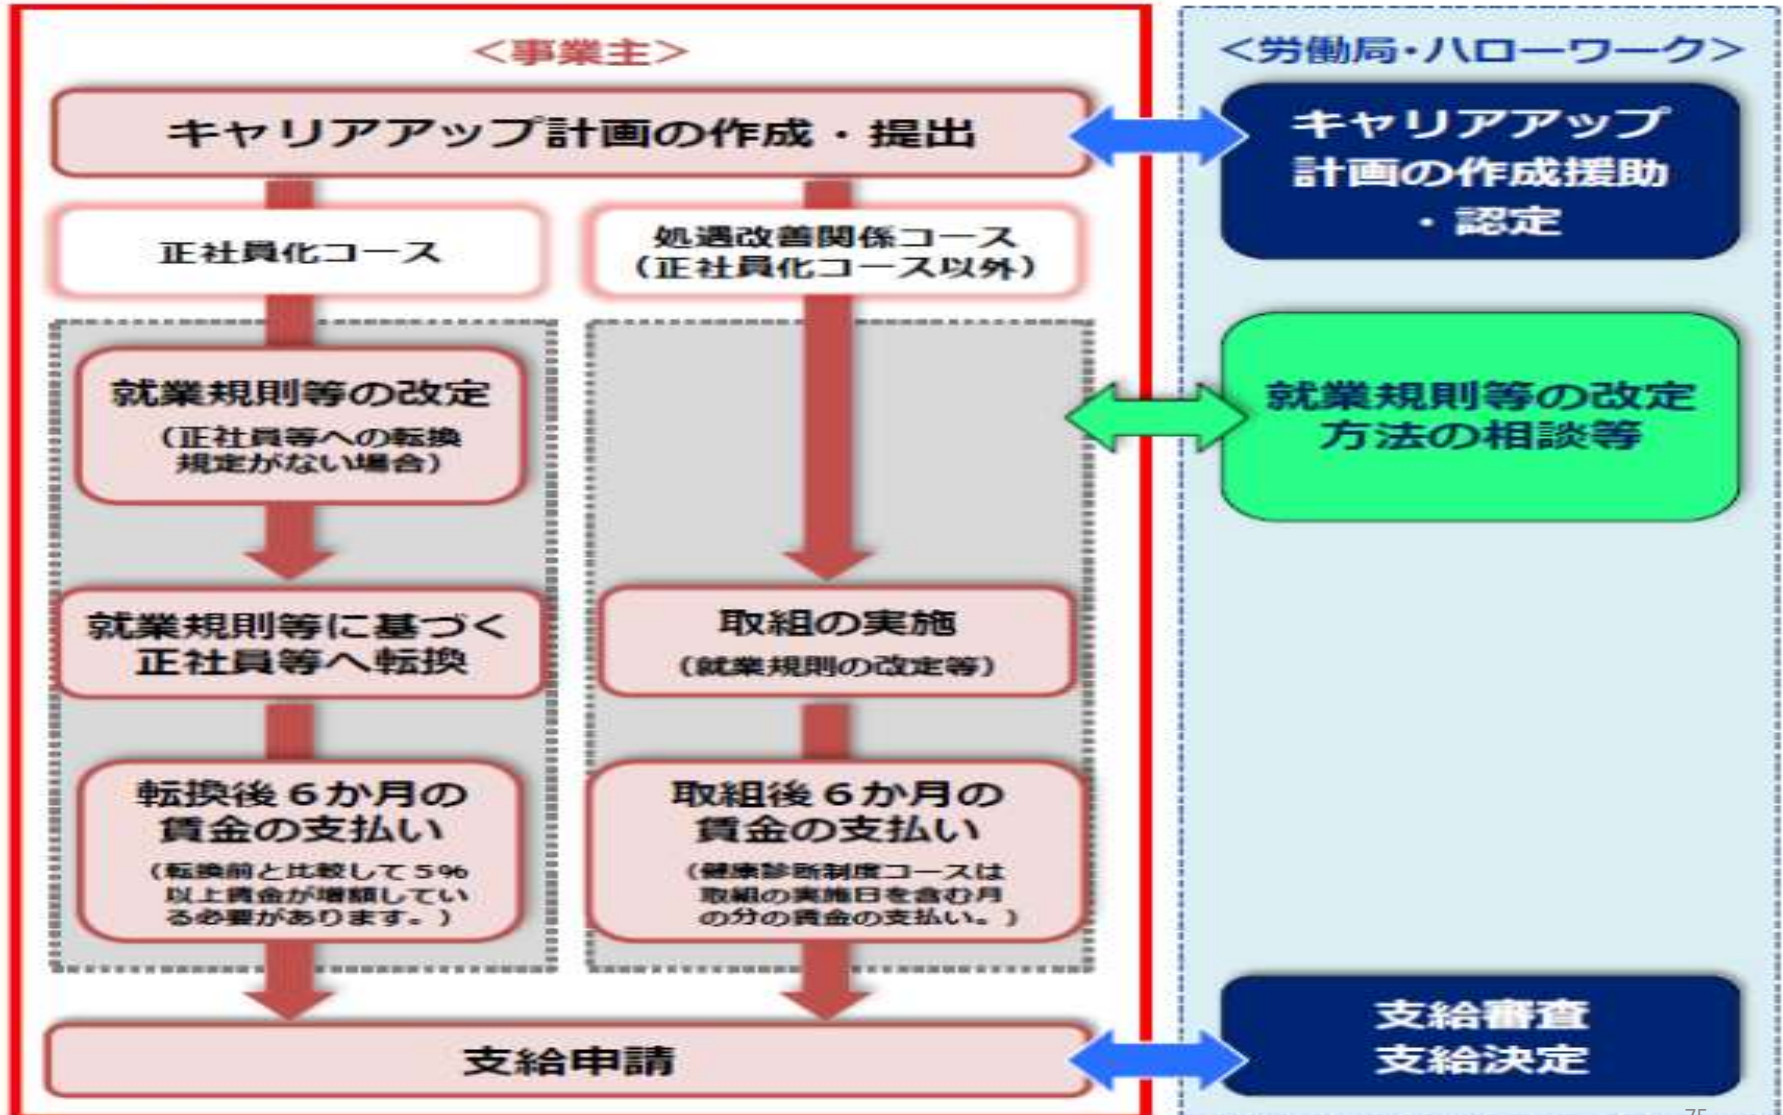 ＜事業主＞
キャリアアップ計画の作成・提出
正社員化コース
処遇改善関係コース
（正社員化コース以外）
就業規則等の改定
（正社員等への転換
規定がない場合）
就業規則等に基づく
正社員等へ転換
取組の実施
（就業規則の改定等）
転換後６か月の
賃金の支払い
（転換前と比較して５％
以上賃金が増額してい
る必要があります。）
取組後６か月の
賃金の支払い
（健康診断制度コースは
取組の実施日を含む月
の分の賃金の支払い。）
支給申請
＜労働局・ハローワーク＞
キャリアアップ
計画の作成援助
・認定
就業規則等の改定
方法の相談等
支給審査
支給決定
75